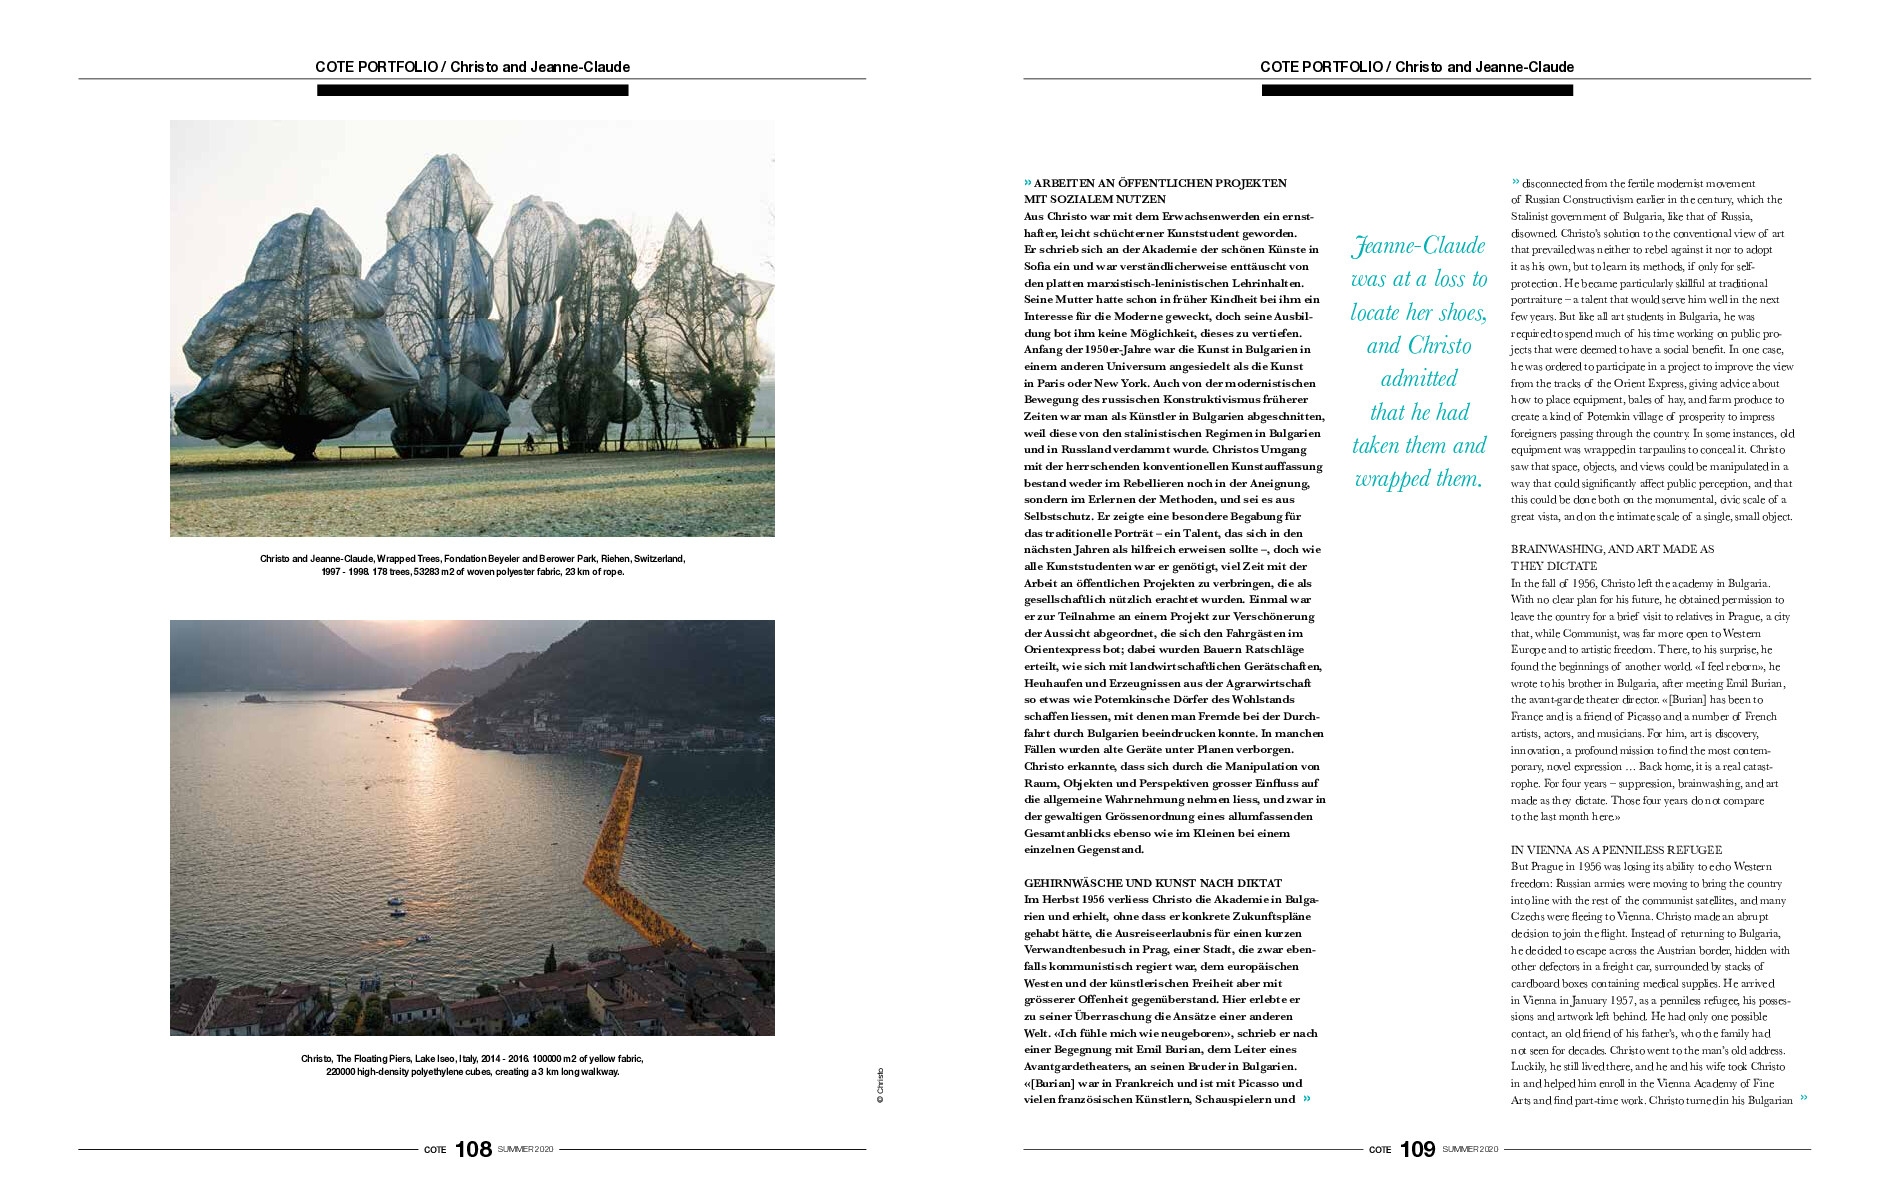 COTE PORTFOLIO / Christo and Jeanne-Claude
Christo and Jeanne-Claude, Wrapped Trees, Fondation Beyeler and Berower Park, Riehen, Switzerland,
1997 - 1998. 178 trees, 53283 m2 of woven polyester fabric, 23 km of rope.
Christo, The Floating Piers, Lake Iseo, Italy, 2014 - 2016. 100000 m2 of yellow fabric,
220000 high-density polyethylene cubes, creating a 3 km long walkway.
© Christo
COTE 108 SUMMER 2020
COTE PORTFOLIO / Christo and Jeanne-Claude
» ARBEITEN AN ÖFFENTLICHEN PROJEKTEN
MIT SOZIALEM NUTZEN
Aus Christo war mit dem Erwachsenwerden ein ernst-
hafter, leicht schüchterner Kunststudent geworden.
Er schrieb sich an der Akademie der schönen Künste in
Sofia ein und war verständlicherweise enttäuscht von
den platten marxistisch-leninistischen Lehrinhalten.
Seine Mutter hatte schon in früher Kindheit bei ihm ein
Interesse für die Moderne geweckt, doch seine Ausbil-
dung bot ihm keine Möglichkeit, dieses zu vertiefen.
Anfang der 1950er-Jahre war die Kunst in Bulgarien in
einem anderen Universum angesiedelt als die Kunst
in Paris oder New York. Auch von der modernistischen
Bewegung des russischen Konstruktivismus früherer
Zeiten war man als Künstler in Bulgarien abgeschnitten,
weil diese von den stalinistischen Regimen in Bulgarien
und in Russland verdammt wurde. Christos Umgang
mit der herrschenden konventionellen Kunstauffassung
bestand weder im Rebellieren noch in der Aneignung,
sondern im Erlernen der Methoden, und sei es aus
Selbstschutz. Er zeigte eine besondere Begabung für
das traditionelle Porträt – ein Talent, das sich in den
nächsten Jahren als hilfreich erweisen sollte –, doch wie
alle Kunststudenten war er genötigt, viel Zeit mit der
Arbeit an öffentlichen Projekten zu verbringen, die als
gesellschaftlich nützlich erachtet wurden. Einmal war
er zur Teilnahme an einem Projekt zur Verschönerung
der Aussicht abgeordnet, die sich den Fahrgästen im
Orientexpress bot; dabei wurden Bauern Ratschläge
erteilt, wie sich mit landwirtschaftlichen Gerätschaften,
Heuhaufen und Erzeugnissen aus der Agrarwirtschaft
so etwas wie Potemkinsche Dörfer des Wohlstands
schaffen liessen, mit denen man Fremde bei der Durch-
fahrt durch Bulgarien beeindrucken konnte. In manchen
Fällen wurden alte Geräte unter Planen verborgen.
Christo erkannte, dass sich durch die Manipulation von
Raum, Objekten und Perspektiven grosser Einfluss auf
die allgemeine Wahrnehmung nehmen liess, und zwar in
der gewaltigen Grössenordnung eines allumfassenden
Gesamtanblicks ebenso wie im Kleinen bei einem
einzelnen Gegenstand.
GEHIRNWÄSCHE UND KUNST NACH DIKTAT
Im Herbst 1956 verliess Christo die Akademie in Bulga-
rien und erhielt, ohne dass er konkrete Zukunftspläne
gehabt hätte, die Ausreiseerlaubnis für einen kurzen
Verwandtenbesuch in Prag, einer Stadt, die zwar eben-
falls kommunistisch regiert war, dem europäischen
Westen und der künstlerischen Freiheit aber mit
grösserer Offenheit gegenüberstand. Hier erlebte er
zu seiner Überraschung die Ansätze einer anderen
Welt. «Ich fühle mich wie neugeboren», schrieb er nach
einer Begegnung mit Emil Burian, dem Leiter eines
Avantgardetheaters, an seinen Bruder in Bulgarien.
«[Burian] war in Frankreich und ist mit Picasso und
vielen französischen Künstlern, Schauspielern und »
Jeanne-Claude
was at a loss to
locate her shoes,
and Christo
admitted
that he had
taken them and
wrapped them.
» disconnected from the fertile modernist movement
of Russian Constructivism earlier in the century, which the
Stalinist government of Bulgaria, like that of Russia,
disowned. Christo's solution to the conventional view of art
that prevailed was neither to rebel against it nor to adopt
it as his own, but to learn its methods, if only for self-
protection. He became particularly skillful at traditional
portraiture – a talent that would serve him well in the next
few years. But like all art students in Bulgaria, he was
required to spend much of his time working on public pro-
jects that were deemed to have a social benefit. In one case,
he was ordered to participate in a project to improve the view
from the tracks of the Orient Express, giving advice about
how to place equipment, bales of hay, and farm produce to
create a kind of Potemkin village of prosperity to impress
foreigners passing through the country. In some instances, old
equipment was wrapped in tarpaulins to conceal it. Christo
saw that space, objects, and views could be manipulated in a
way that could significantly affect public perception, and that
this could be done both on the monumental, civic scale of a
great vista, and on the intimate scale of a single, small object.
BRAINWASHING, AND ART MADE AS
THEY DICTATE
In the fall of 1956, Christo left the academy in Bulgaria.
With no clear plan for his future, he obtained permission to
leave the country for a brief visit to relatives in Prague, a city
that, while Communist, was far more open to Western
Europe and to artistic freedom. There, to his surprise, he
found the beginnings of another world. «I feel reborn», he
wrote to his brother in Bulgaria, after meeting Emil Burian,
the avant-garde theater director. «[Burian] has been to
France and is a friend of Picasso and a number of French
artists, actors, and musicians. For him, art is discovery,
innovation, a profound mission to find the most contem-
porary, novel expression … Back home, it is a real catast-
rophe. For four years – suppression, brainwashing, and art
made as they dictate. Those four years do not compare
to the last month here.»
IN VIENNA AS A PENNILESS REFUGEE
But Prague in 1956 was losing its ability to echo Western
freedom: Russian armies were moving to bring the country
into line with the rest of the communist satellites, and many
Czechs were fleeing to Vienna. Christo made an abrupt
decision to join the flight. Instead of returning to Bulgaria,
he decided to escape across the Austrian border, hidden with
other defectors in a freight car, surrounded by stacks of
cardboard boxes containing medical supplies. He arrived
in Vienna in January 1957, as a penniless refugee, his posses-
sions and artwork left behind. He had only one possible
contact, an old friend of his father's, who the family had
not seen for decades. Christo went to the man's old address.
Luckily, he still lived there, and he and his wife took Christo
in and helped him enroll in the Vienna Academy of Fine
Arts and find part-time work. Christo turned in his Bulgarian »
COTE 109 SUMMER 2020